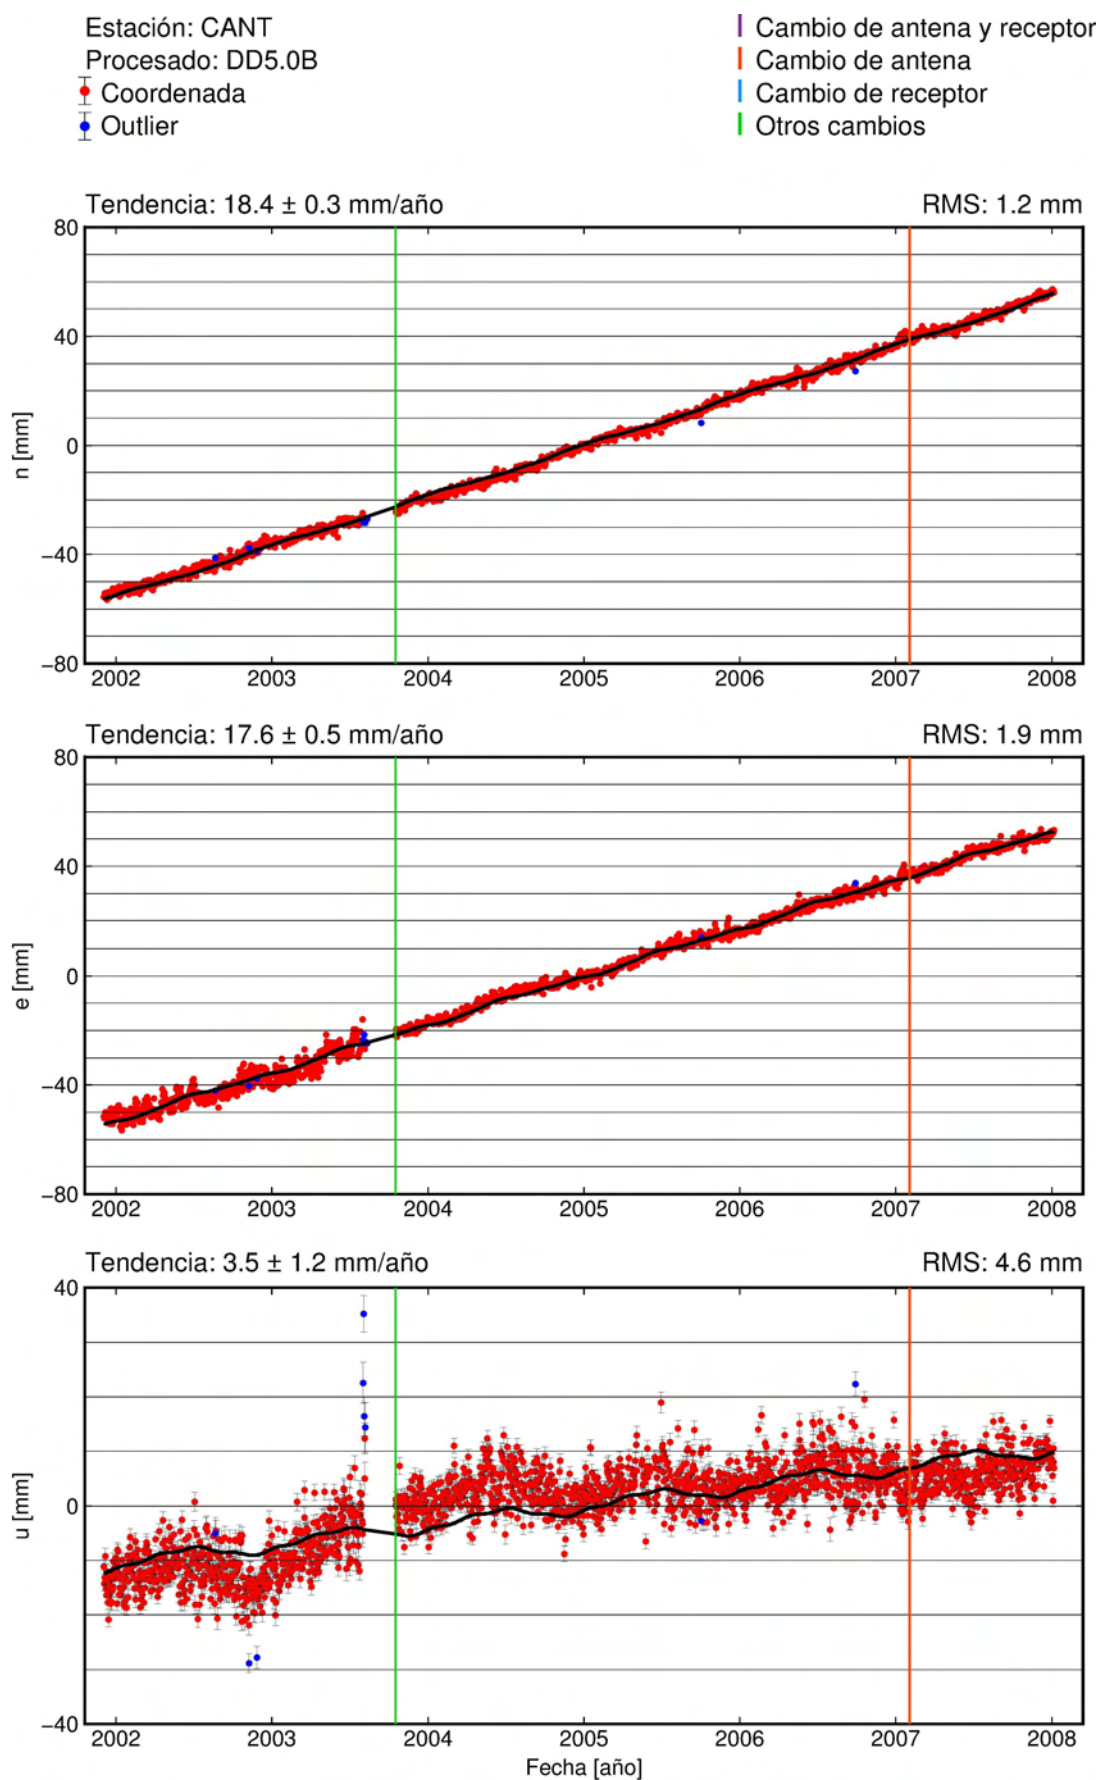 Estación: CANT
Procesado: DD5.0B
Coordenada
Outlier
Cambio de antena y receptor
Cambio de antena
Cambio de receptor
Otros cambios
Tendencia: 18.4 ± 0.3 mm/año RMS: 1.2 mm
80
40
0
−40
−80
n [mm]
2002 2003 2004 2005 2006 2007 2008
Tendencia: 17.6 ± 0.5 mm/año RMS: 1.9 mm
80
40
0
−40
−80
e [mm]
2002 2003 2004 2005 2006 2007 2008
Tendencia: 3.5 ± 1.2 mm/año RMS: 4.6 mm
40
0
−40
u [mm]
2002 2003 2004 2005 2006 2007 2008
Fecha [año]